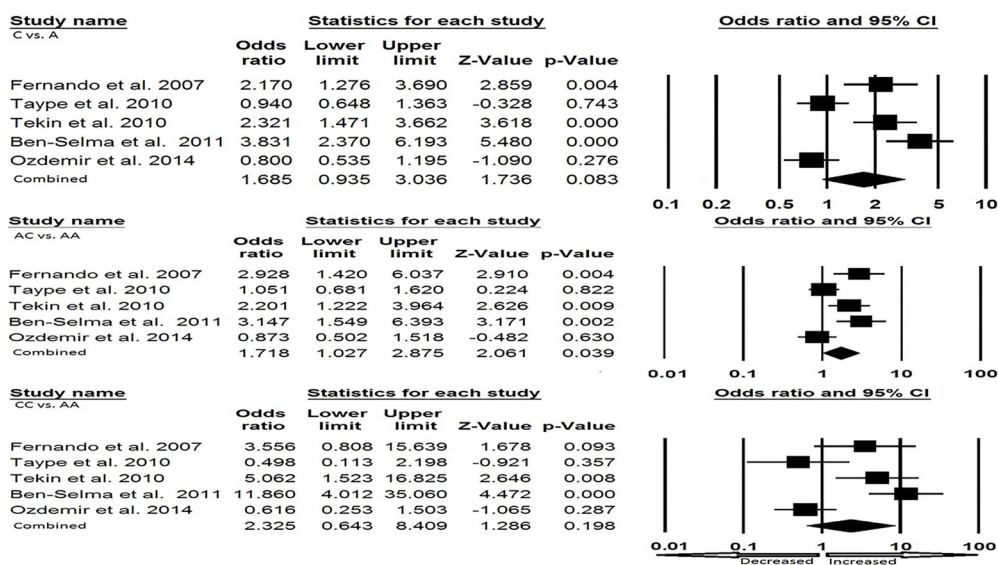 Study name Statistics for each study Odds ratio and 95% CI
C vs. A
Odds ratio Lower limit Upper limit Z-Value p-Value
Fernando et al. 2007 2.170 1.276 3.690 2.859 0.004
Taype et al. 2010 0.940 0.648 1.363 -0.328 0.743
Tekin et al. 2010 2.321 1.471 3.662 3.618 0.000
Ben-Selma et al. 2011 3.831 2.370 6.193 5.480 0.000
Ozdemir et al. 2014 0.800 0.535 1.195 -1.090 0.276
Combined 1.685 0.935 3.036 1.736 0.083
0.1 0.2 0.5 1 2 5 10
Study name Statistics for each study Odds ratio and 95% CI
AC vs. AA
Odds ratio Lower limit Upper limit Z-Value p-Value
Fernando et al. 2007 2.928 1.420 6.037 2.910 0.004
Taype et al. 2010 1.051 0.681 1.620 0.224 0.822
Tekin et al. 2010 2.201 1.222 3.964 2.626 0.009
Ben-Selma et al. 2011 3.147 1.549 6.393 3.171 0.002
Ozdemir et al. 2014 0.873 0.502 1.518 -0.482 0.630
Combined 1.718 1.027 2.875 2.061 0.039
0.01 0.1 1 10 100
Study name Statistics for each study Odds ratio and 95% CI
CC vs. AA
Odds ratio Lower limit Upper limit Z-Value p-Value
Fernando et al. 2007 3.556 0.808 15.639 1.678 0.093
Taype et al. 2010 0.498 0.113 2.198 -0.921 0.357
Tekin et al. 2010 5.062 1.523 16.825 2.646 0.008
Ben-Selma et al. 2011 11.860 4.012 35.060 4.472 0.000
Ozdemir et al. 2014 0.616 0.253 1.503 -1.065 0.287
Combined 2.325 0.643 8.409 1.286 0.198
0.01 0.1 1 10 100
Decreased Increased